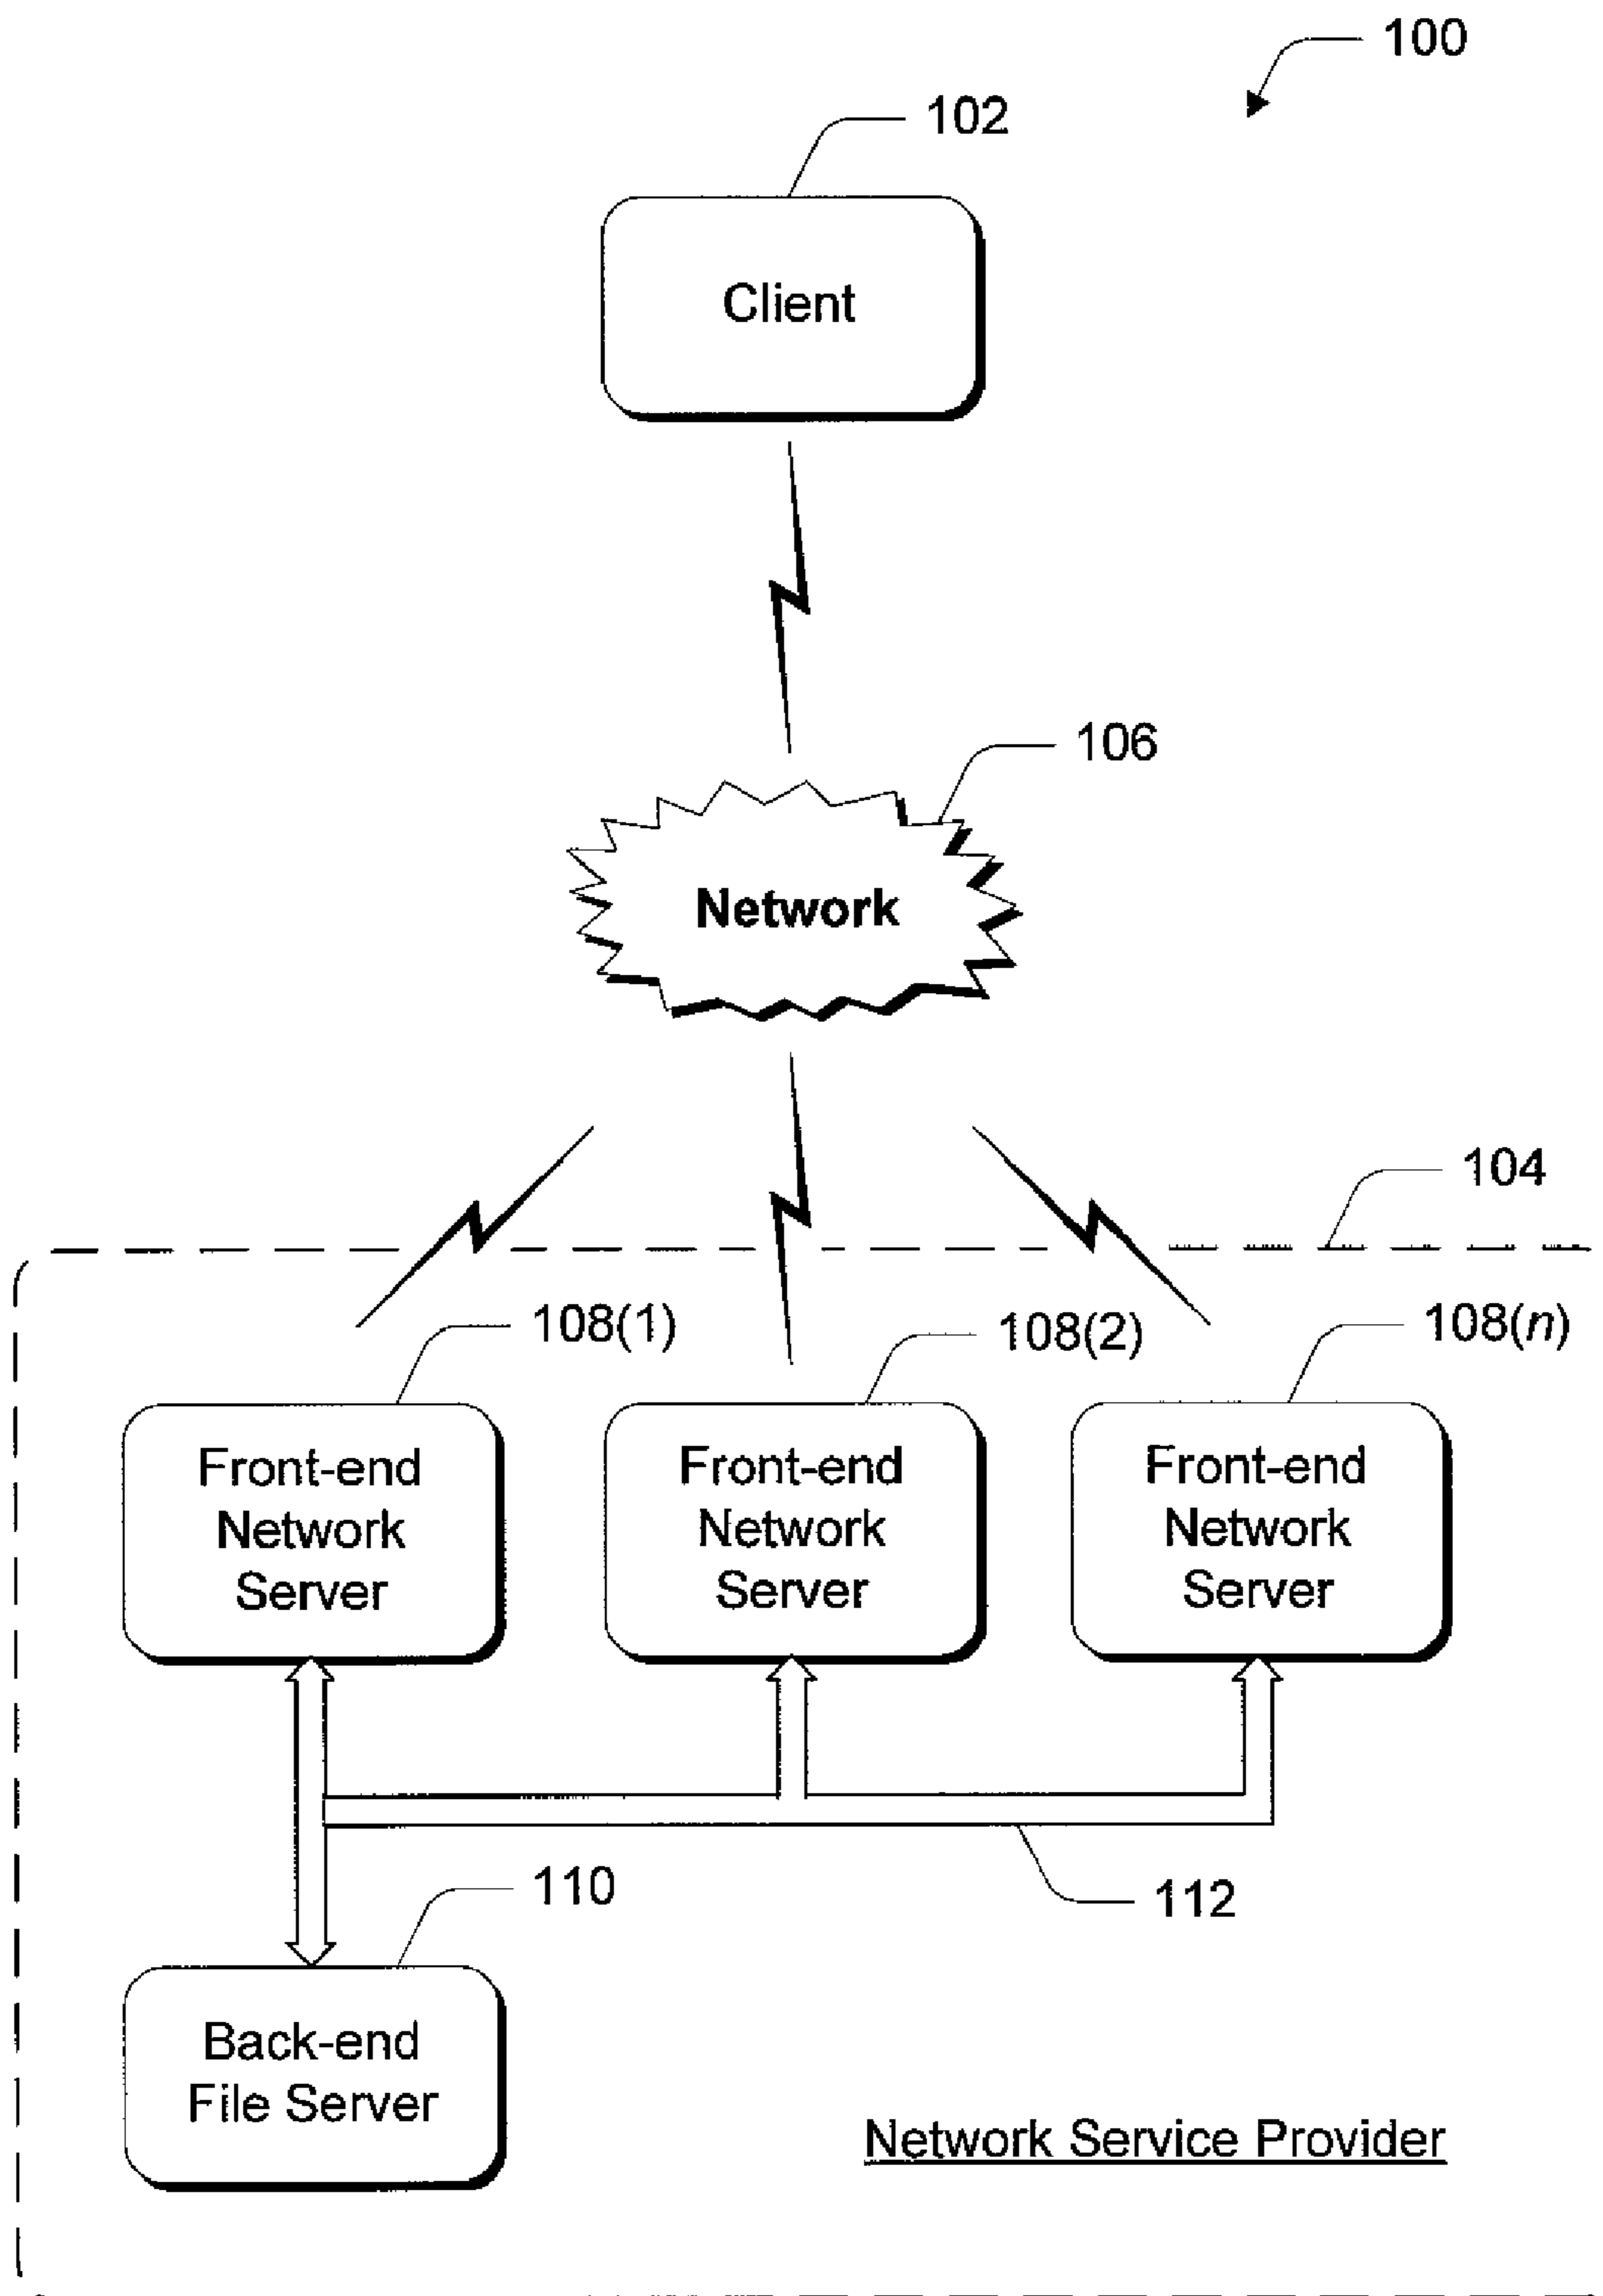 100
102
Client
106
Network
104
108(1)
108(2)
108(n)
Front-end
Network
Server
Front-end
Network
Server
Front-end
Network
Server
110
112
Back-end
File Server
Network Service Provider